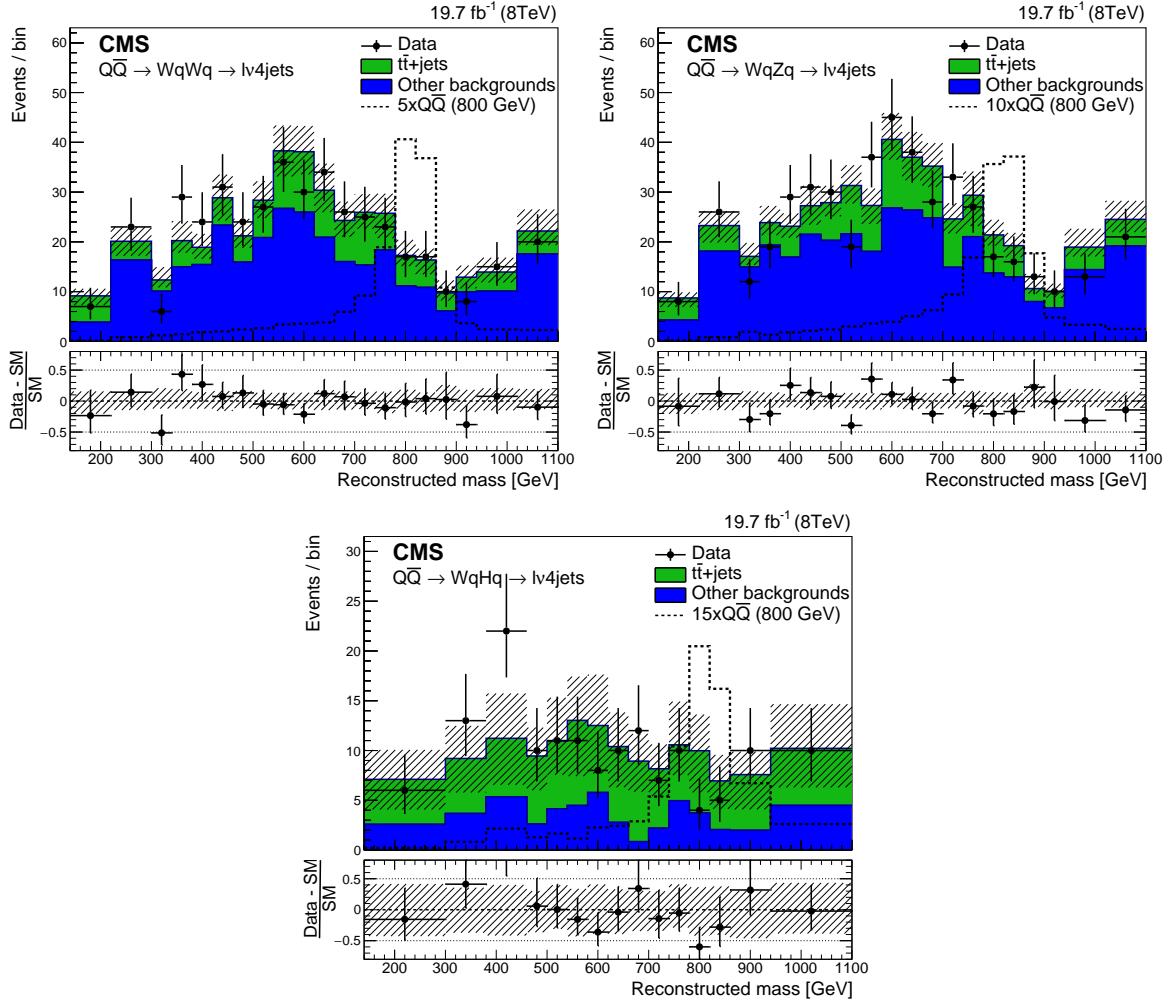 19.7 fb⁻¹ (8TeV)
CMS
QQ̅ → WqWq → lν4jets
Data
tt̅+jets
Other backgrounds
5xQQ̅ (800 GeV)
Events / bin
60
50
40
30
20
10
0
Data - SM
SM
0.5
0
−0.5
200 300 400 500 600 700 800 900 1000 1100
Reconstructed mass [GeV]
19.7 fb⁻¹ (8TeV)
CMS
QQ̅ → WqZq → lν4jets
Data
tt̅+jets
Other backgrounds
10xQQ̅ (800 GeV)
Events / bin
60
50
40
30
20
10
0
Data - SM
SM
0.5
0
−0.5
200 300 400 500 600 700 800 900 1000 1100
Reconstructed mass [GeV]
19.7 fb⁻¹ (8TeV)
CMS
QQ̅ → WqHq → lν4jets
Data
tt̅+jets
Other backgrounds
15xQQ̅ (800 GeV)
Events / bin
30
25
20
15
10
5
0
Data - SM
SM
0.5
0
−0.5
200 300 400 500 600 700 800 900 1000 1100
Reconstructed mass [GeV]